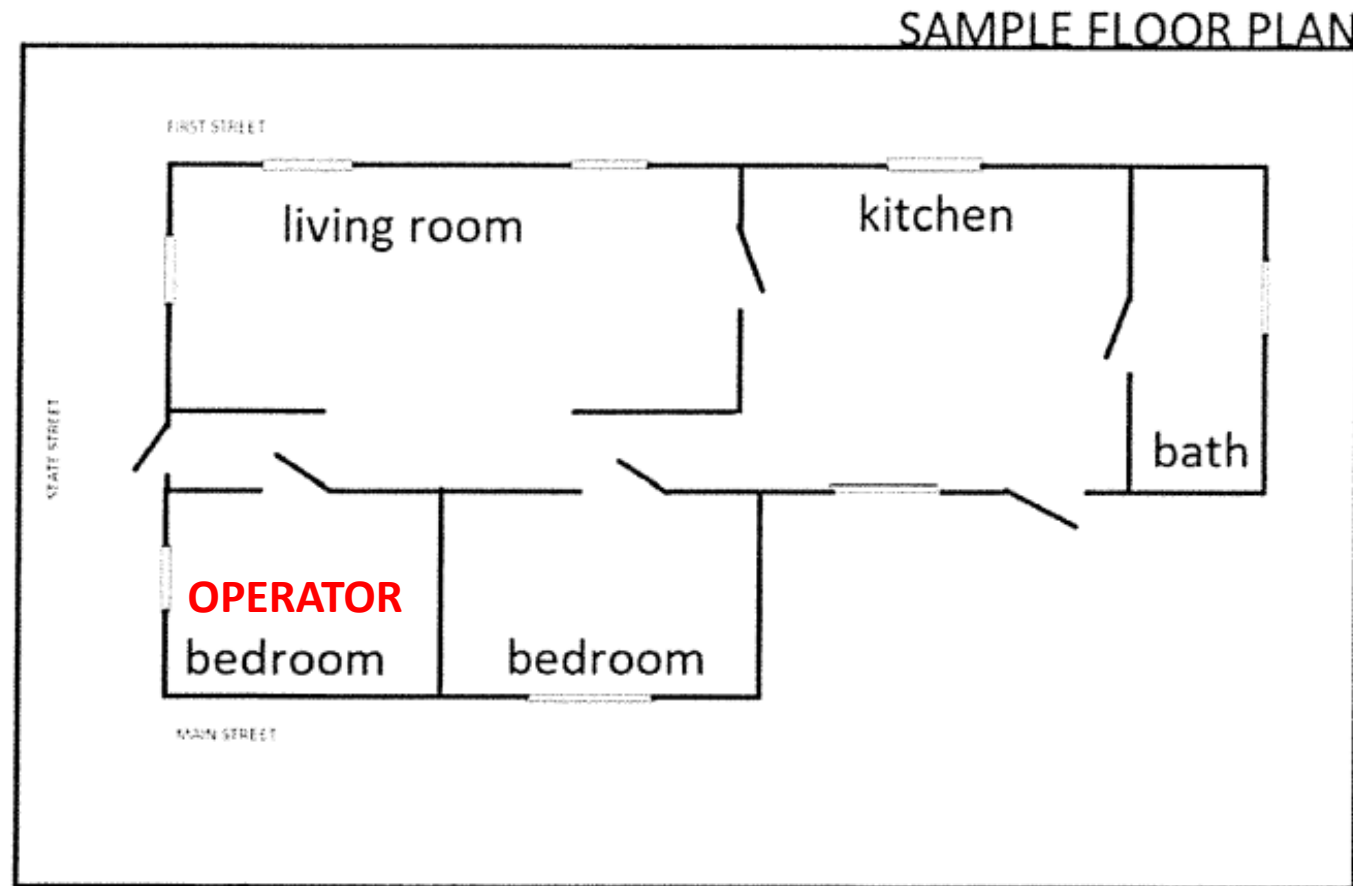 SAMPLE FLOOR PLAN
FIRST STREET
living room
kitchen
STATE STREET
bath
OPERATOR
bedroom
bedroom
MAIN STREET